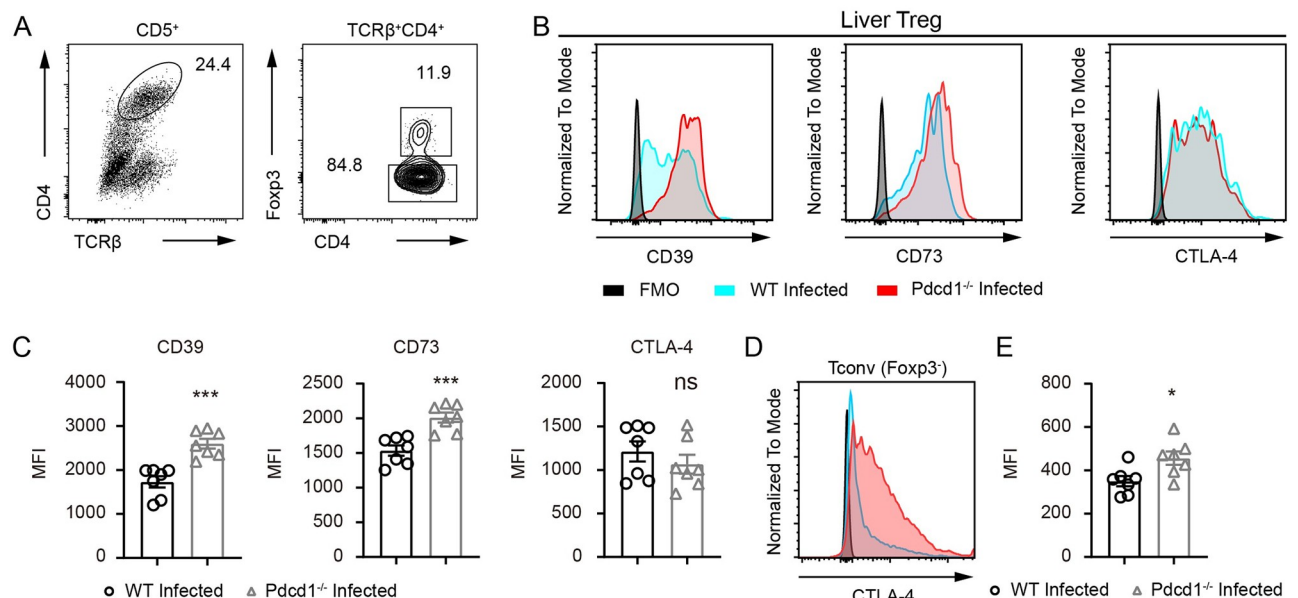 A
CD5⁺
24.4
CD4
TCRβ
TCRβ⁺CD4⁺
11.9
84.8
Foxp3
CD4
B
Liver Treg
Normalized To Mode
CD39
Normalized To Mode
CD73
Normalized To Mode
CTLA-4
FMO
WT Infected
Pdcd1⁻/⁻ Infected
C
CD39
MFI
4000
3000
2000
1000
0
***
CD73
MFI
2500
2000
1500
1000
500
0
***
CTLA-4
MFI
2000
1500
1000
500
0
ns
WT Infected
Pdcd1⁻/⁻ Infected
D
Tconv (Foxp3⁻)
Normalized To Mode
CTLA-4
E
MFI
800
600
400
200
0
*
WT Infected
Pdcd1⁻/⁻ Infected